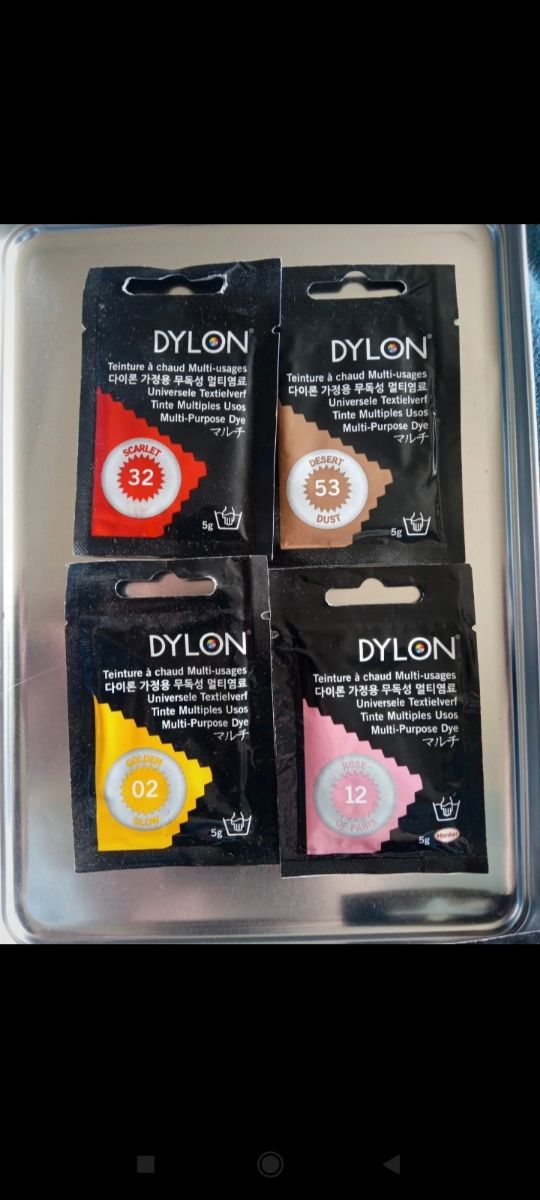 DYLON
Teinture à chaud Multi-usages
다이론 가정용 무독성 멀티염료
Universele Textielverf
Tinte Multiples Usos
Multi-Purpose Dye
マルチ
SCARLET
32
5g
DYLON
Teinture à chaud Multi-usages
다이론 가정용 무독성 멀티염료
Universele Textielverf
Tinte Multiples Usos
Multi-Purpose Dye
マルチ
DESERT
53
DUST
5g
DYLON
Teinture à chaud Multi-usages
다이론 가정용 무독성 멀티염료
Universele Textielverf
Tinte Multiples Usos
Multi-Purpose Dye
マルチ
GOLDEN
02
GLOW
5g
DYLON
Teinture à chaud Multi-usages
다이론 가정용 무독성 멀티염료
Universele Textielverf
Tinte Multiples Usos
Multi-Purpose Dye
マルチ
ROSE
12
OF PARIS
5g
Henkel